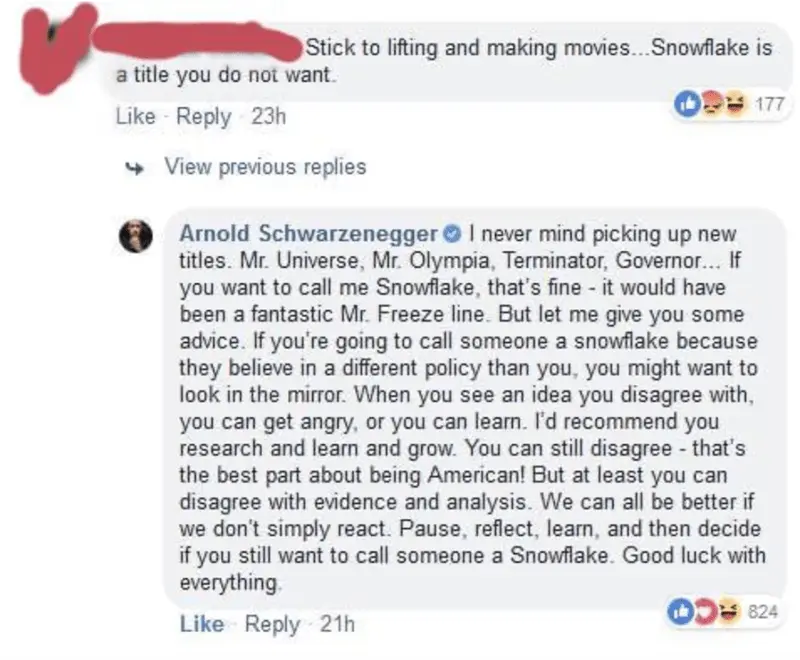 Stick to lifting and making movies...Snowflake is
a title you do not want.
177
Like · Reply · 23h
View previous replies
Arnold Schwarzenegger I never mind picking up new
titles. Mr. Universe, Mr. Olympia, Terminator, Governor... If
you want to call me Snowflake, that's fine - it would have
been a fantastic Mr. Freeze line. But let me give you some
advice. If you're going to call someone a snowflake because
they believe in a different policy than you, you might want to
look in the mirror. When you see an idea you disagree with,
you can get angry, or you can learn. I'd recommend you
research and learn and grow. You can still disagree - that's
the best part about being American! But at least you can
disagree with evidence and analysis. We can all be better if
we don't simply react. Pause, reflect, learn, and then decide
if you still want to call someone a Snowflake. Good luck with
everything.
824
Like · Reply · 21h